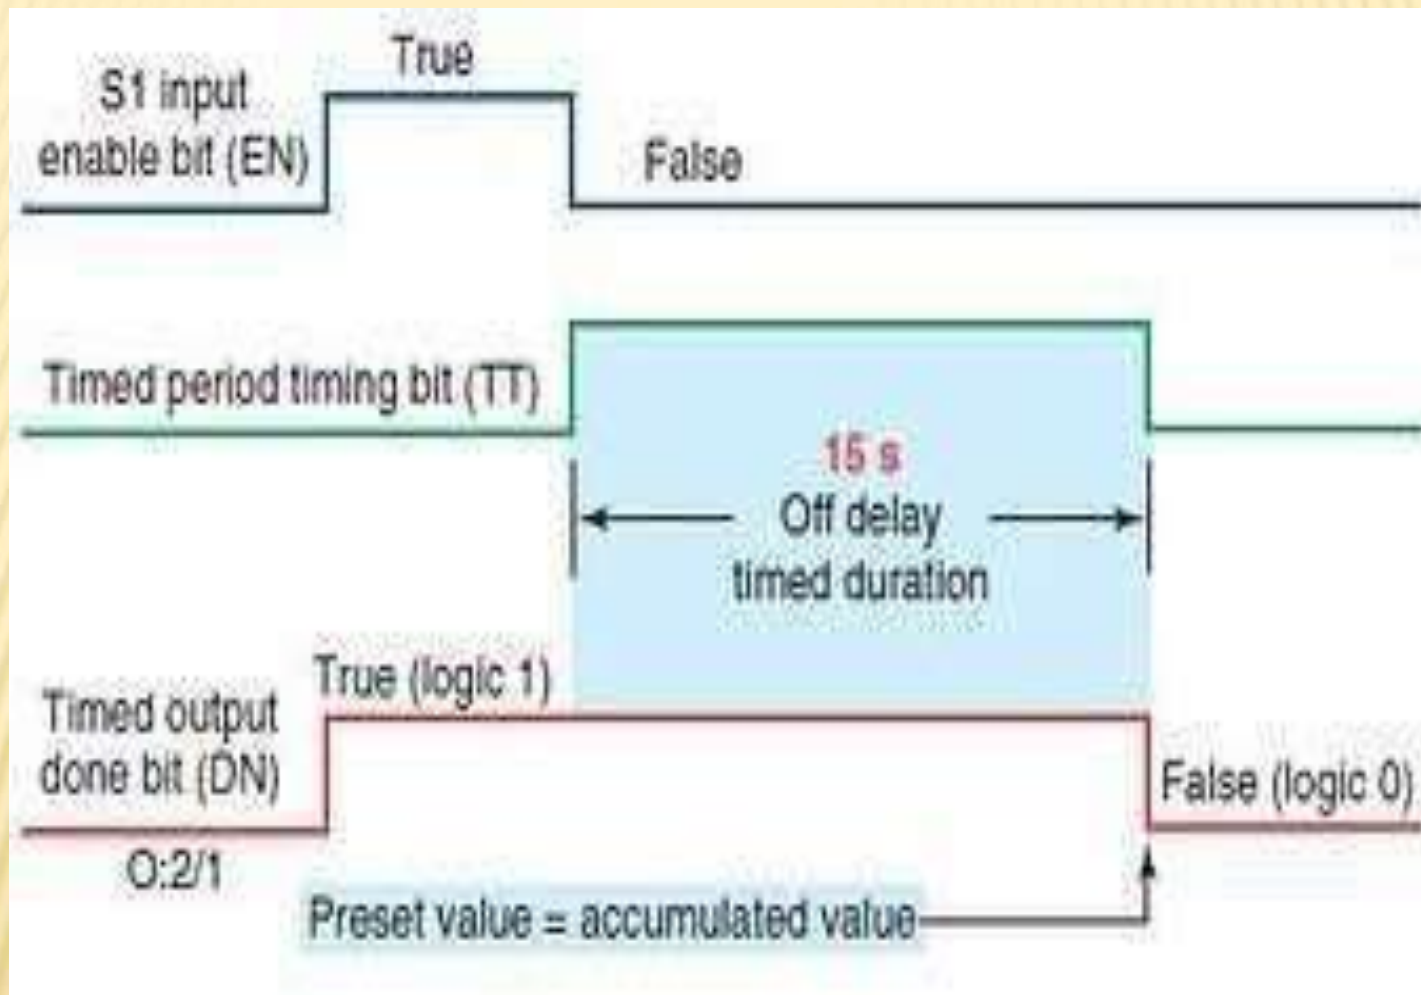 True
S1 input
enable bit (EN)
False
Timed period timing bit (TT)
15 s
Off delay
timed duration
True (logic 1)
Timed output
done bit (DN)
False (logic 0)
O:2/1
Preset value = accumulated value